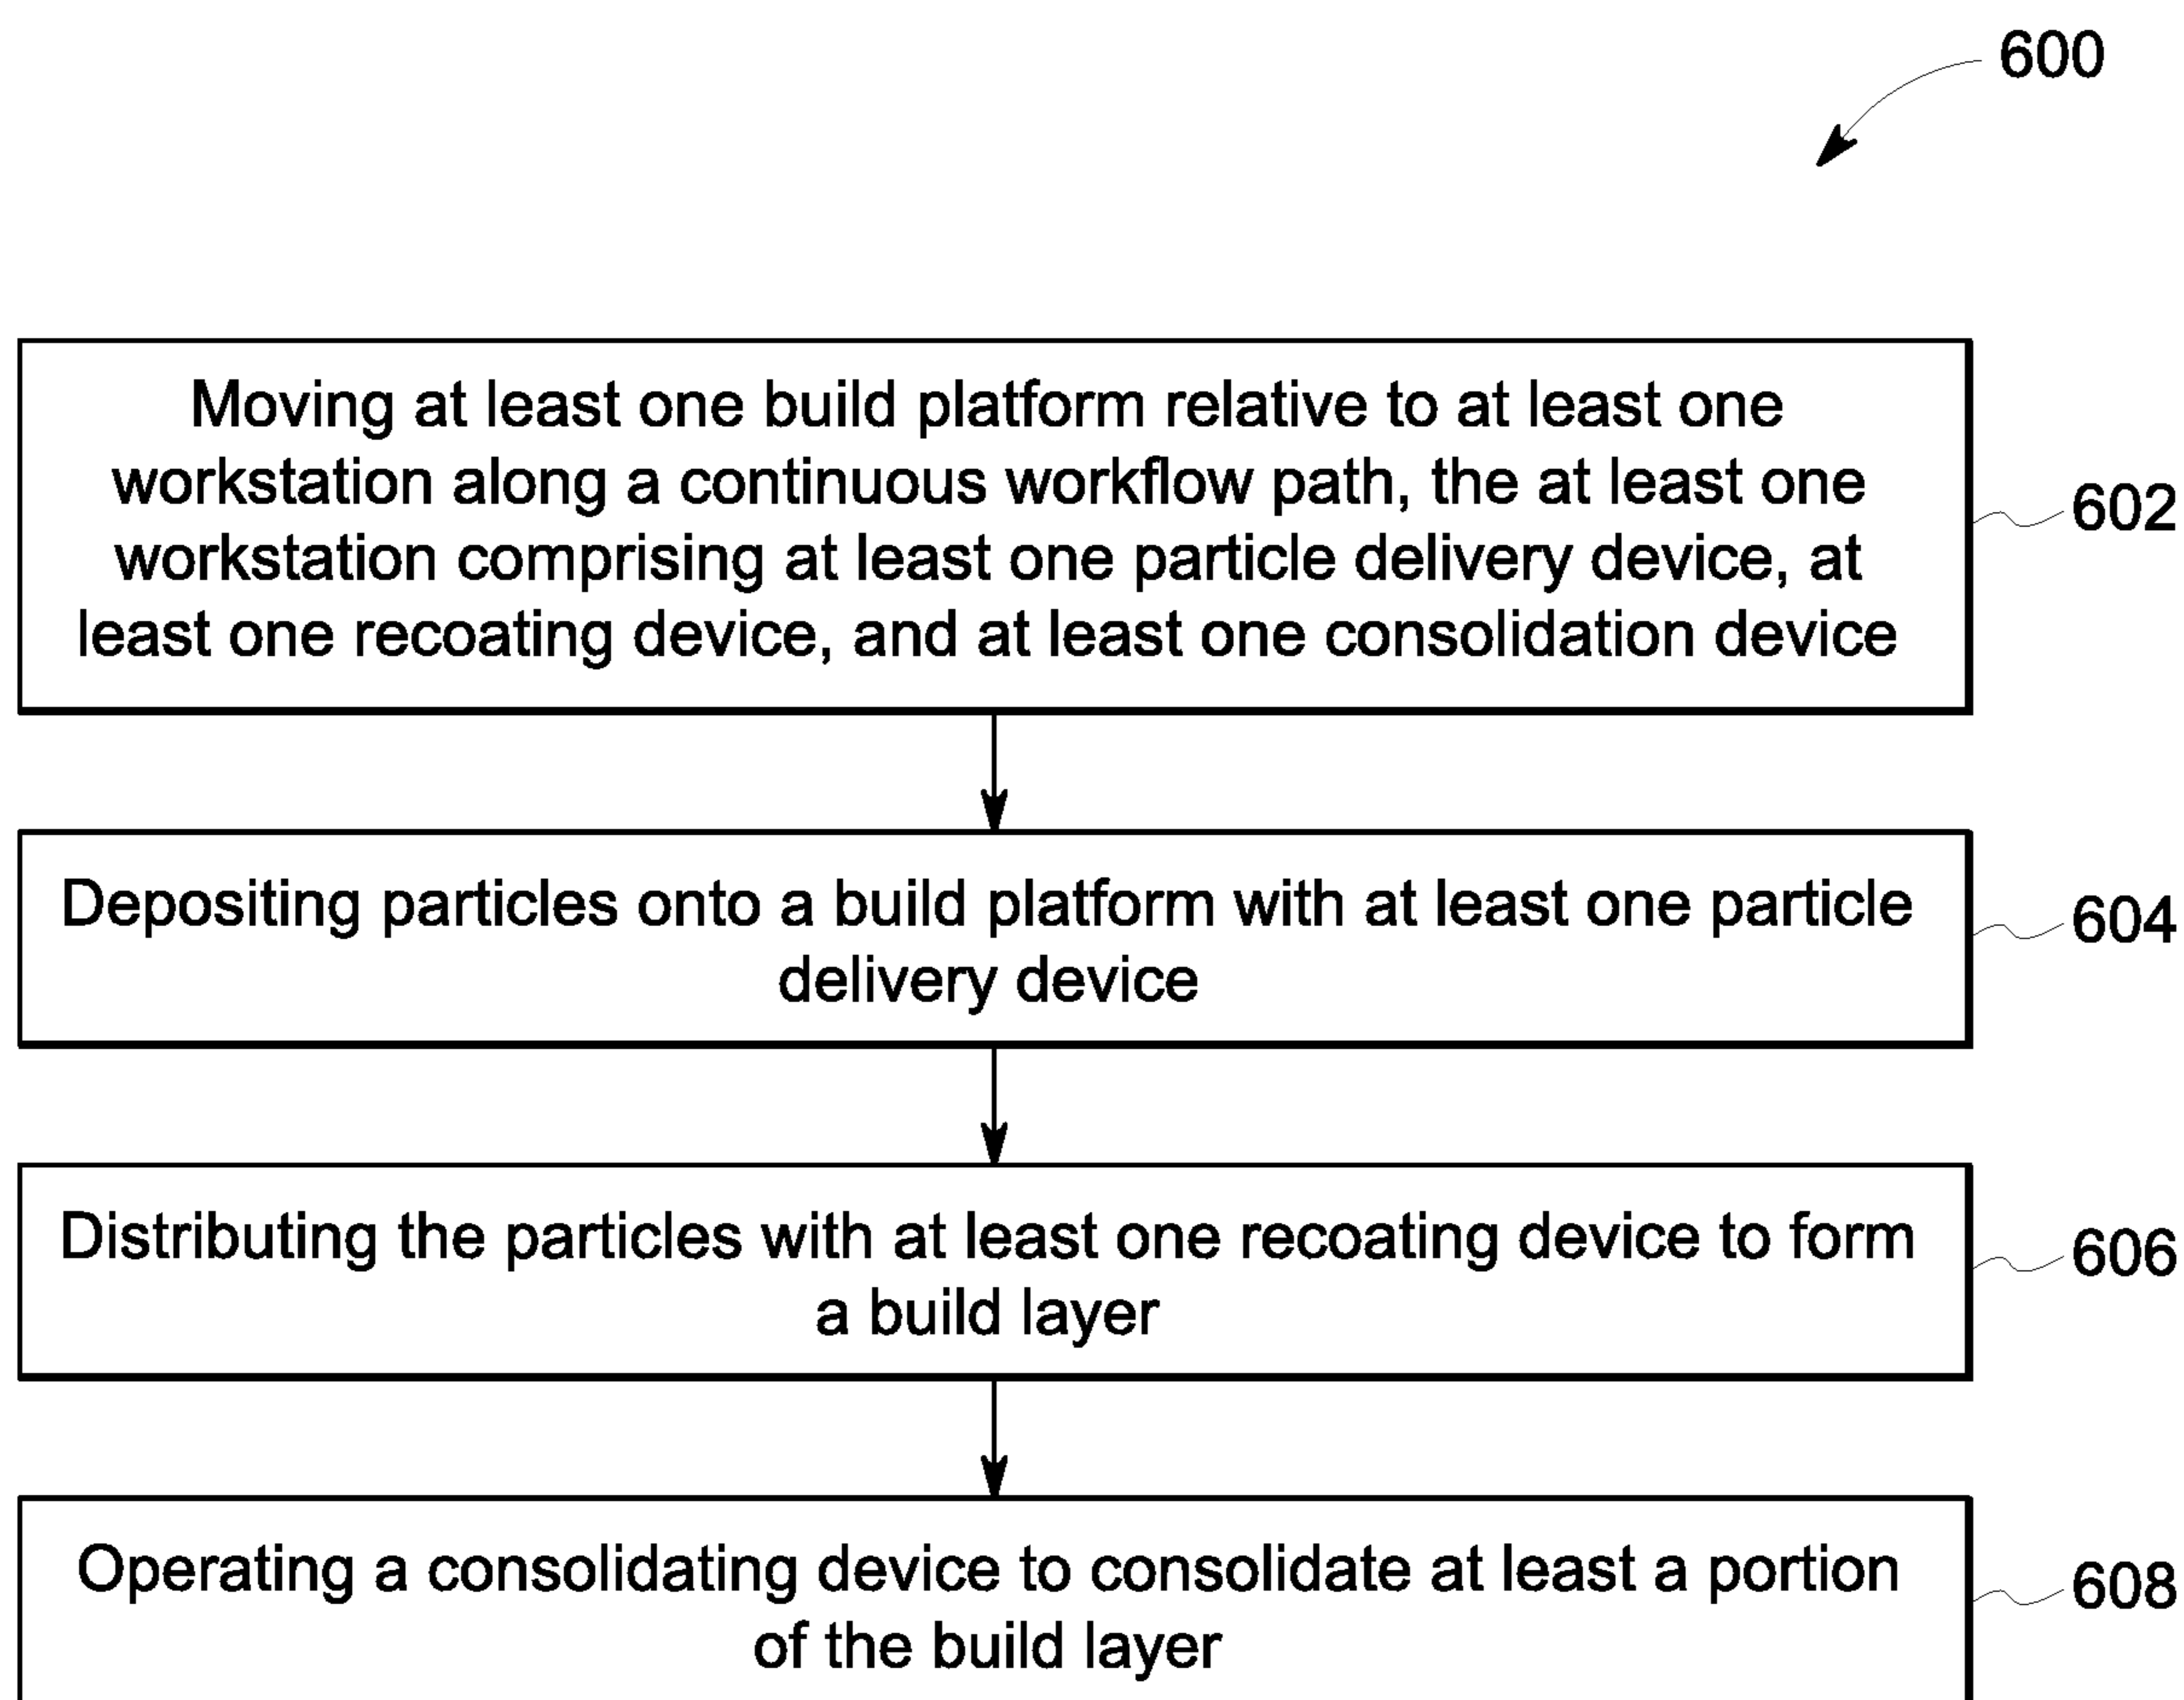 600
Moving at least one build platform relative to at least one
workstation along a continuous workflow path, the at least one
workstation comprising at least one particle delivery device, at
least one recoating device, and at least one consolidation device
602
Depositing particles onto a build platform with at least one particle
delivery device
604
Distributing the particles with at least one recoating device to form
a build layer
606
Operating a consolidating device to consolidate at least a portion
of the build layer
608